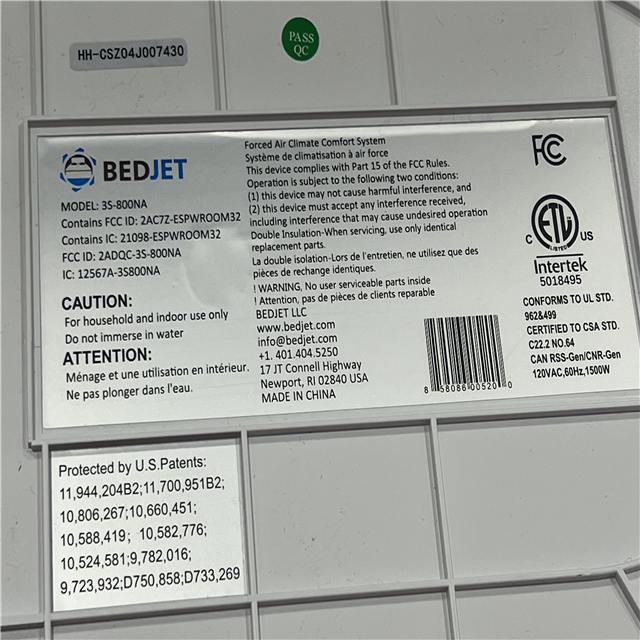 HH-CSZ04J007430
PASS
QC
BEDJET
MODEL: 3S-800NA
Contains FCC ID: 2AC7Z-ESPWROOM32
Contains IC: 21098-ESPWROOM32
FCC ID: 2ADQC-3S-800NA
IC: 12567A-3S800NA
CAUTION:
For household and indoor use only
Do not immerse in water
ATTENTION:
Ménage et une utilisation en intérieur.
Ne pas plonger dans l'eau.
Forced Air Climate Comfort System
Système de climatisation à air force
This device complies with Part 15 of the FCC Rules.
Operation is subject to the following two conditions:
(1) this device may not cause harmful interference, and
(2) this device must accept any interference received,
including interference that may cause undesired operation
Double Insulation-When servicing, use only identical
replacement parts.
La double isolation-Lors de l'entretien, ne utilisez que des
pièces de rechange identiques.
! WARNING, No user serviceable parts inside
! Attention, pas de pièces de clients reparable
BEDJET LLC
www.bedjet.com
info@bedjet.com
+1. 401.404.5250
17 JT Connell Highway
Newport, RI 02840 USA
MADE IN CHINA
8 58086 00520 0
FC
ETL
LISTED
C US
Intertek
5018495
CONFORMS TO UL STD.
962&499
CERTIFIED TO CSA STD.
C22.2 NO.64
CAN RSS-Gen/CNR-Gen
120VAC,60Hz,1500W
Protected by U.S.Patents:
11,944,204B2;11,700,951B2;
10,806,267;10,660,451;
10,588,419; 10,582,776;
10,524,581;9,782,016;
9,723,932;D750,858;D733,269